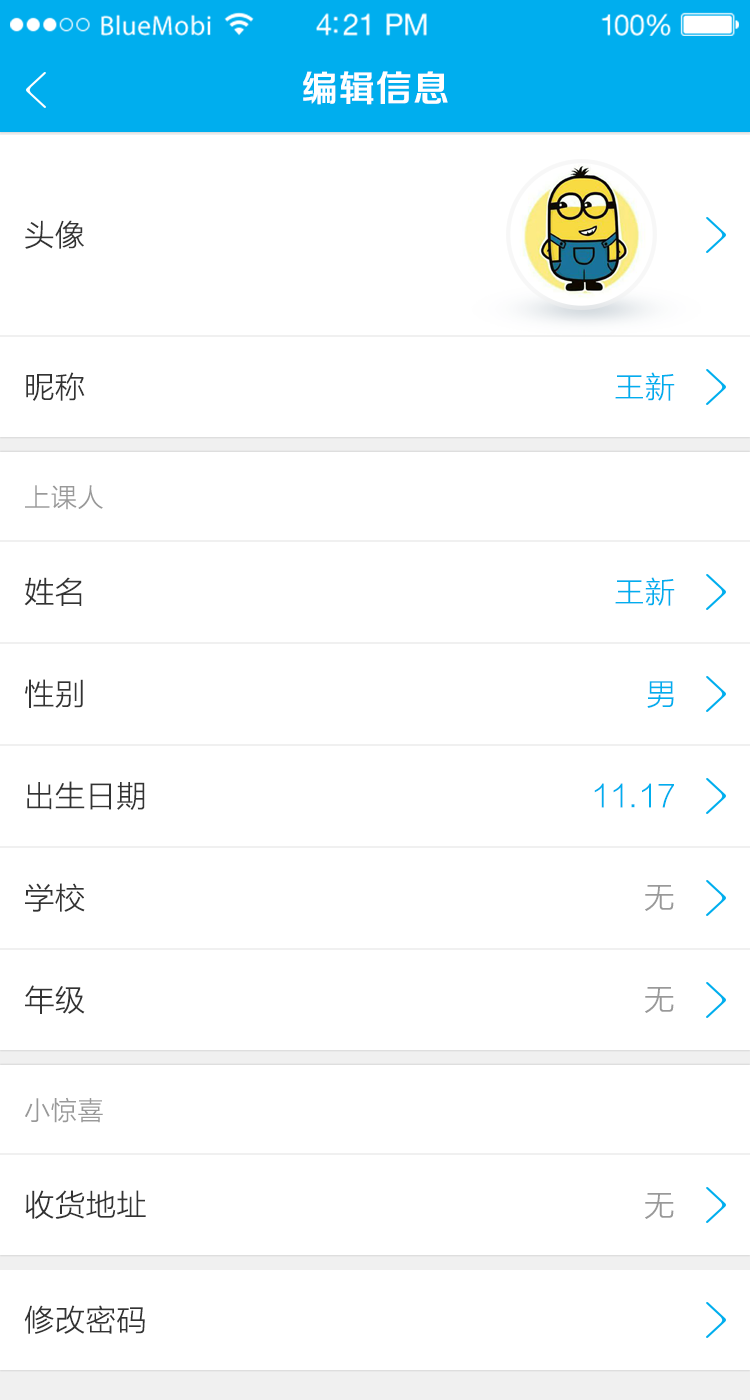 BlueMobi 4:21 PM 100%
编辑信息
头像
昵称 王新
上课人
姓名 王新
性别 男
出生日期 11.17
学校 无
年级 无
小惊喜
收货地址 无
修改密码